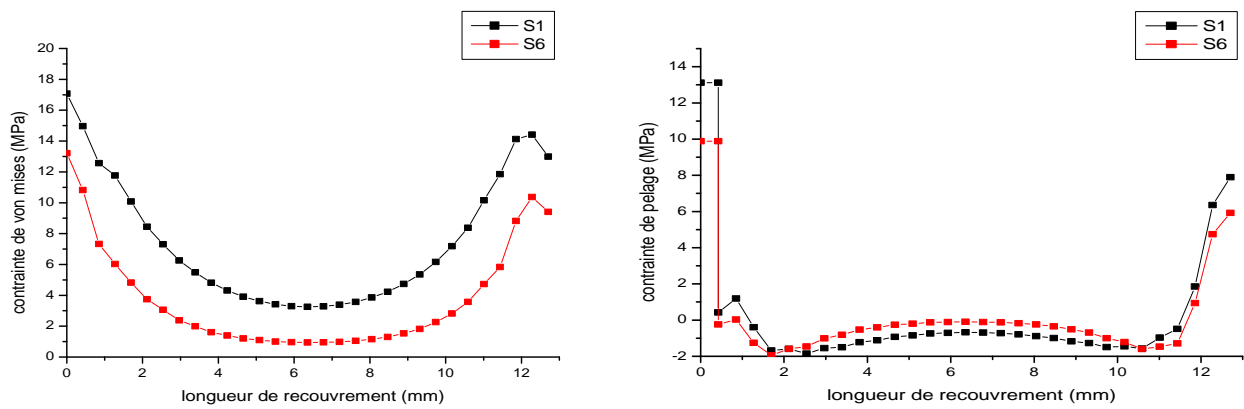 S1
S6
20
18
16
14
12
10
8
6
4
2
0
contrainte de von mises (MPa)
0 2 4 6 8 10 12
longueur de recouvrement (mm)
S1
S6
14
12
10
8
6
4
2
0
-2
contrainte de pelage (MPa)
0 2 4 6 8 10 12
longueur de recouvrement (mm)